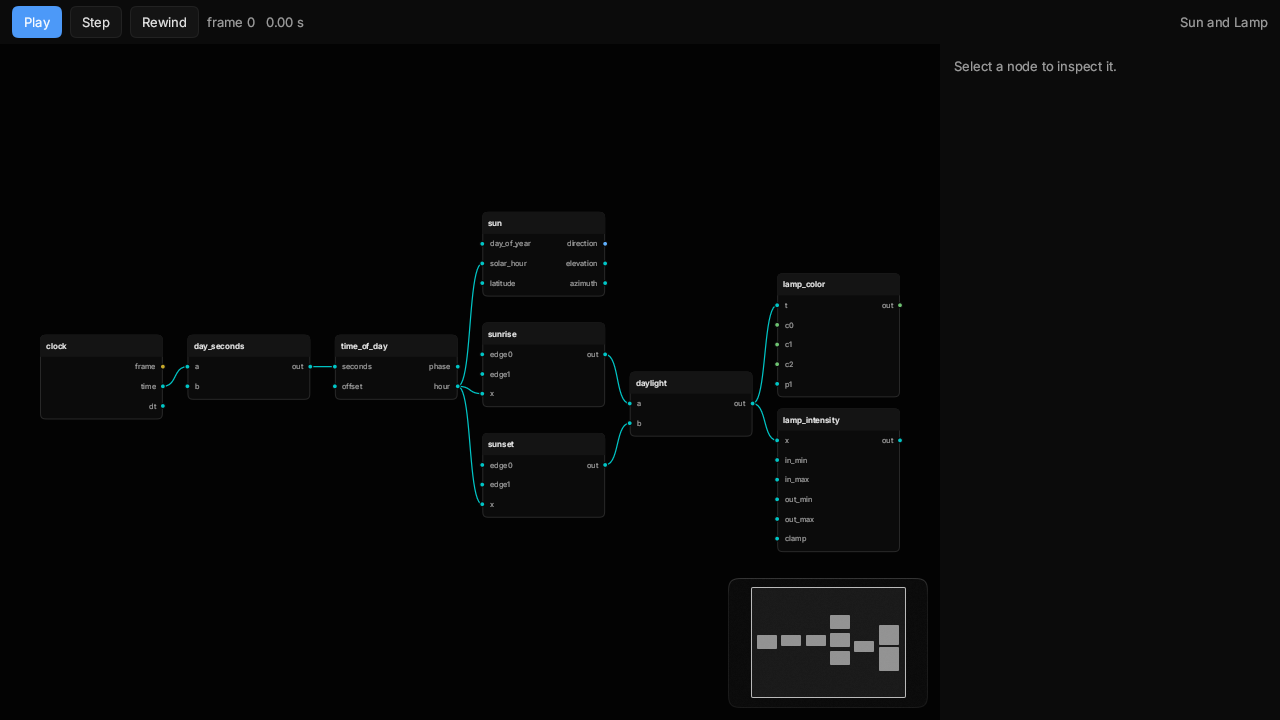 Play Step Rewind frame 0 0.00 s Sun and Lamp
Select a node to inspect it.
clock
frame
time
dt
day_seconds
a out
b
time_of_day
seconds phase
offset hour
sun
day_of_year direction
solar_hour elevation
latitude azimuth
sunrise
edge0 out
edge1
x
sunset
edge0 out
edge1
x
daylight
a out
b
lamp_color
t out
c0
c1
c2
p1
lamp_intensity
x out
in_min
in_max
out_min
out_max
clamp